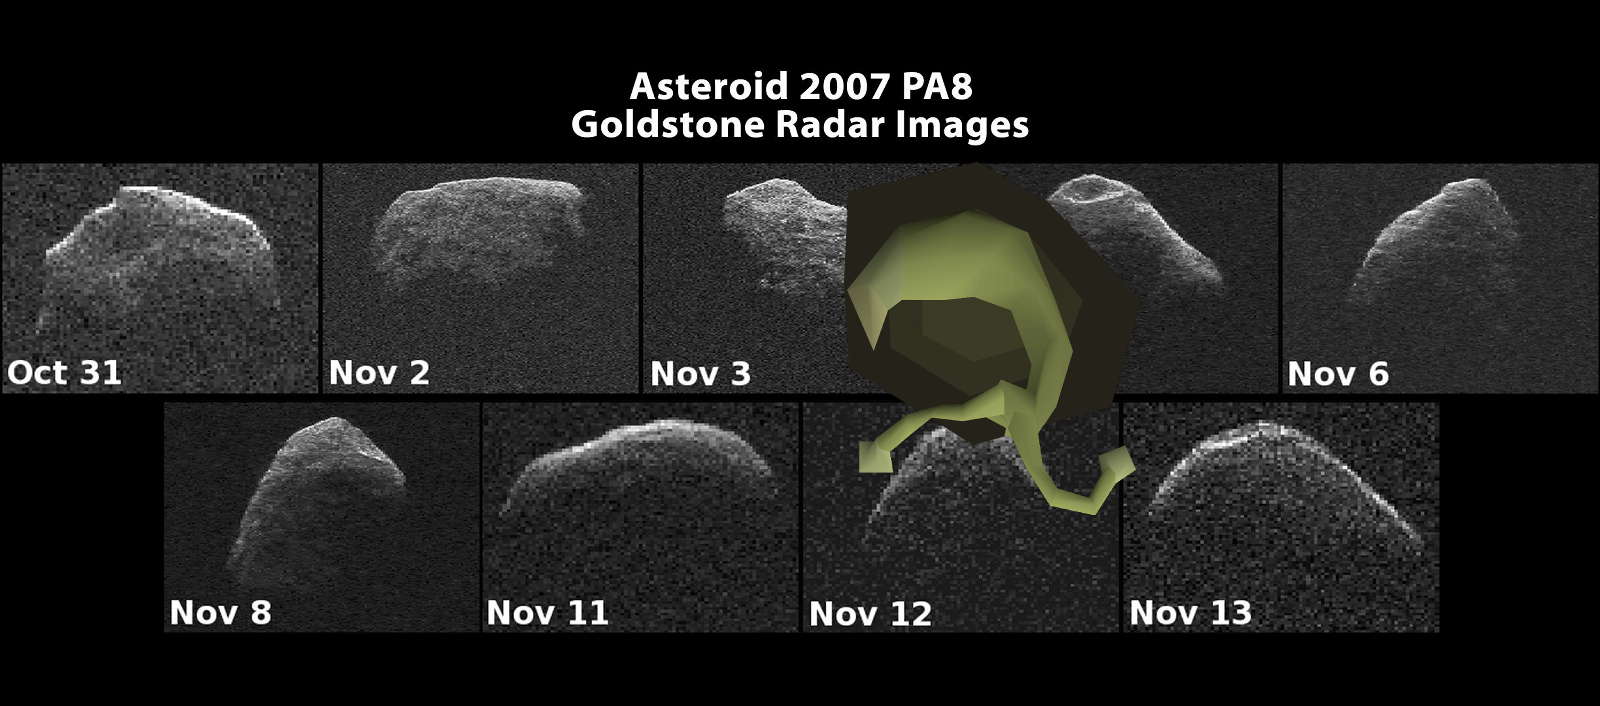 Asteroid 2007 PA8
Goldstone Radar Images
Oct 31
Nov 2
Nov 3
Nov 6
Nov 8
Nov 11
Nov 12
Nov 13